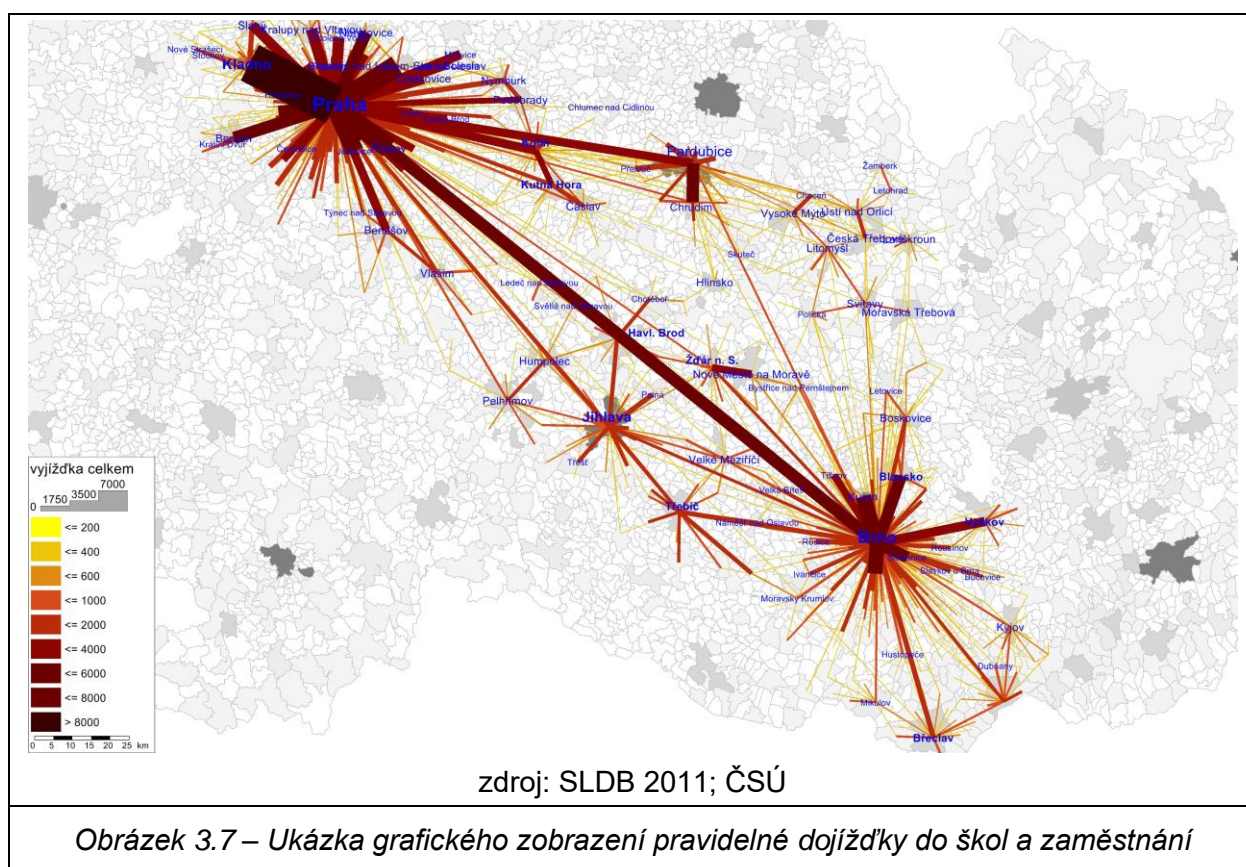 Kralupy nad Vltavou
Nové Strašecí
Kladno
Nymburk
Poděbrady
Praha
Chlumec nad Cidlinou
Český Brod
Beroun
Králův Dvůr
Kolín
Pardubice
Přelouč
Kutná Hora
Čáslav
Chrudim
Žamberk
Letohrad
Choceň
Vysoké Mýto
Ústí nad Orlicí
Týnec nad Sázavou
Benešov
Česká Třebová
Lanškroun
Litomyšl
Skuteč
Vlašim
Ledeč nad Sázavou
Hlinsko
Chotěboř
Světlá nad Sázavou
Svitavy
Polička
Moravská Třebová
Havl. Brod
Humpolec
Žďár n. S.
Nové Město na Moravě
Bystřice nad Pernštejnem
Pelhřimov
Polná
Letovice
Jihlava
Boskovice
Třešť
Velké Meziříčí
Tišnov
Blansko
Velká Bíteš
Kuřim
Třebíč
Náměšť nad Oslavou
Vyškov
Brno
Rosice
Rousínov
Slavkov u Brna
Bučovice
Ivančice
Moravský Krumlov
Kyjov
Hustopeče
Dubňany
Mikulov
Břeclav
vyjížďka celkem
7000
3500
1750
0
<= 200
<= 400
<= 600
<= 1000
<= 2000
<= 4000
<= 6000
<= 8000
> 8000
0 5 10 15 20 25 km
zdroj: SLDB 2011; ČSÚ
Obrázek 3.7 – Ukázka grafického zobrazení pravidelné dojížďky do škol a zaměstnání